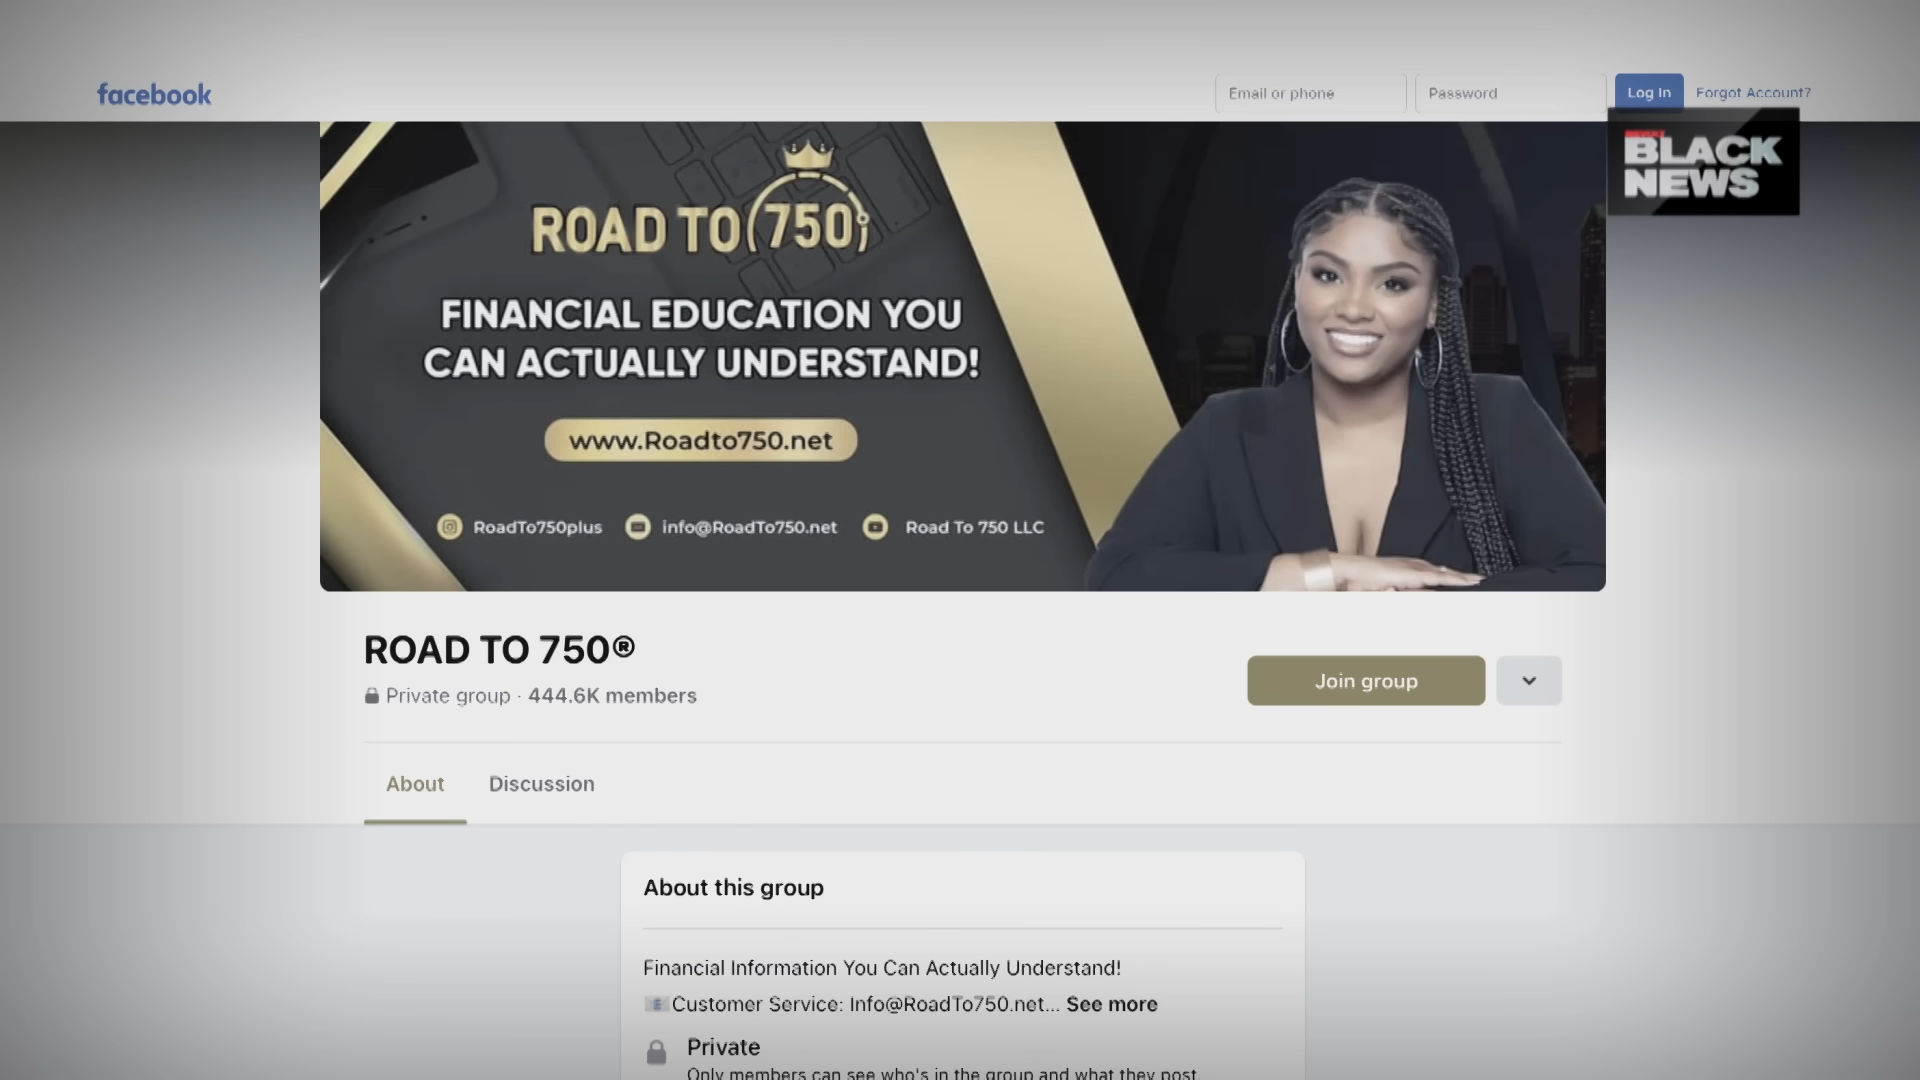 facebook
Email or phone
Password
Log In
Forgot Account?
BLACK
NEWS
ROAD TO 750
FINANCIAL EDUCATION YOU
CAN ACTUALLY UNDERSTAND!
www.Roadto750.net
RoadTo750plus
info@RoadTo750.net
Road To 750 LLC
ROAD TO 750®
Private group · 444.6K members
Join group
About
Discussion
About this group
Financial Information You Can Actually Understand!
📧Customer Service: Info@RoadTo750.net... See more
Private
Only members can see who's in the group and what they post.